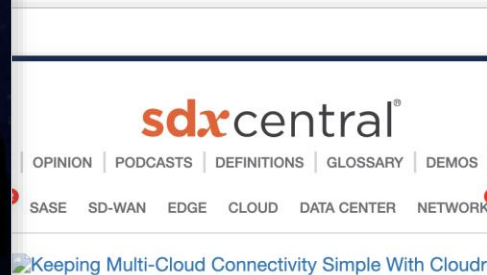 sdxcentral®
OPINION | PODCASTS | DEFINITIONS | GLOSSARY | DEMOS
SASE SD-WAN EDGE CLOUD DATA CENTER NETWORK
Keeping Multi-Cloud Connectivity Simple With Cloudr